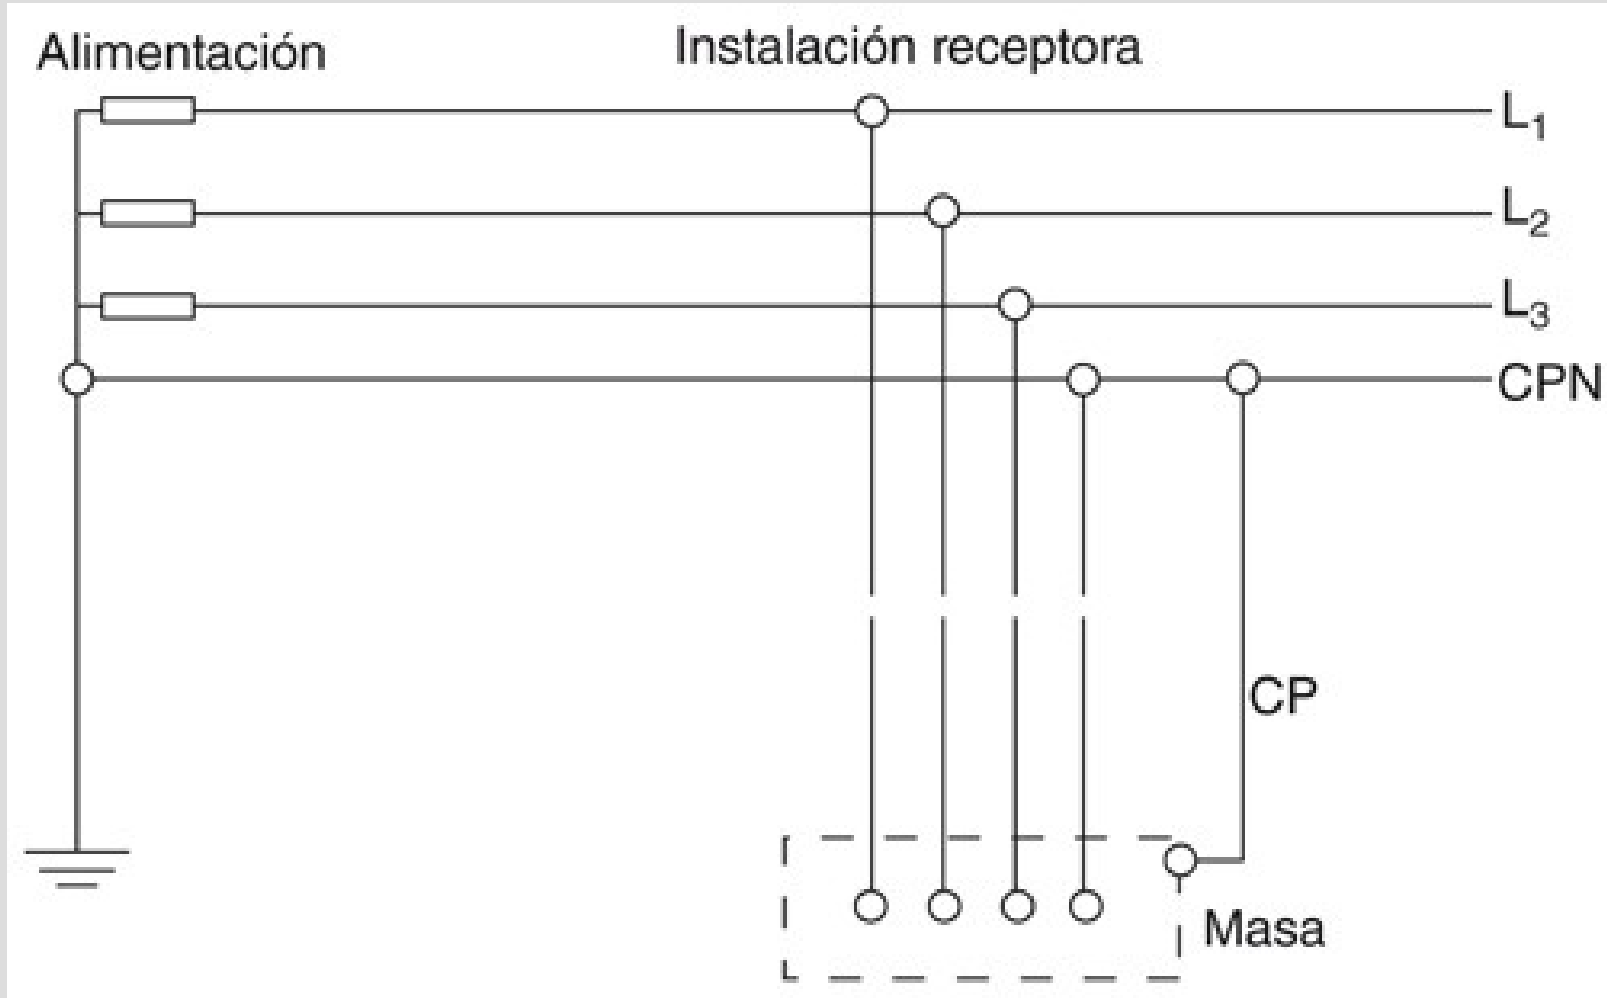 Alimentación
Instalación receptora
L₁
L₂
L₃
CPN
CP
Masa